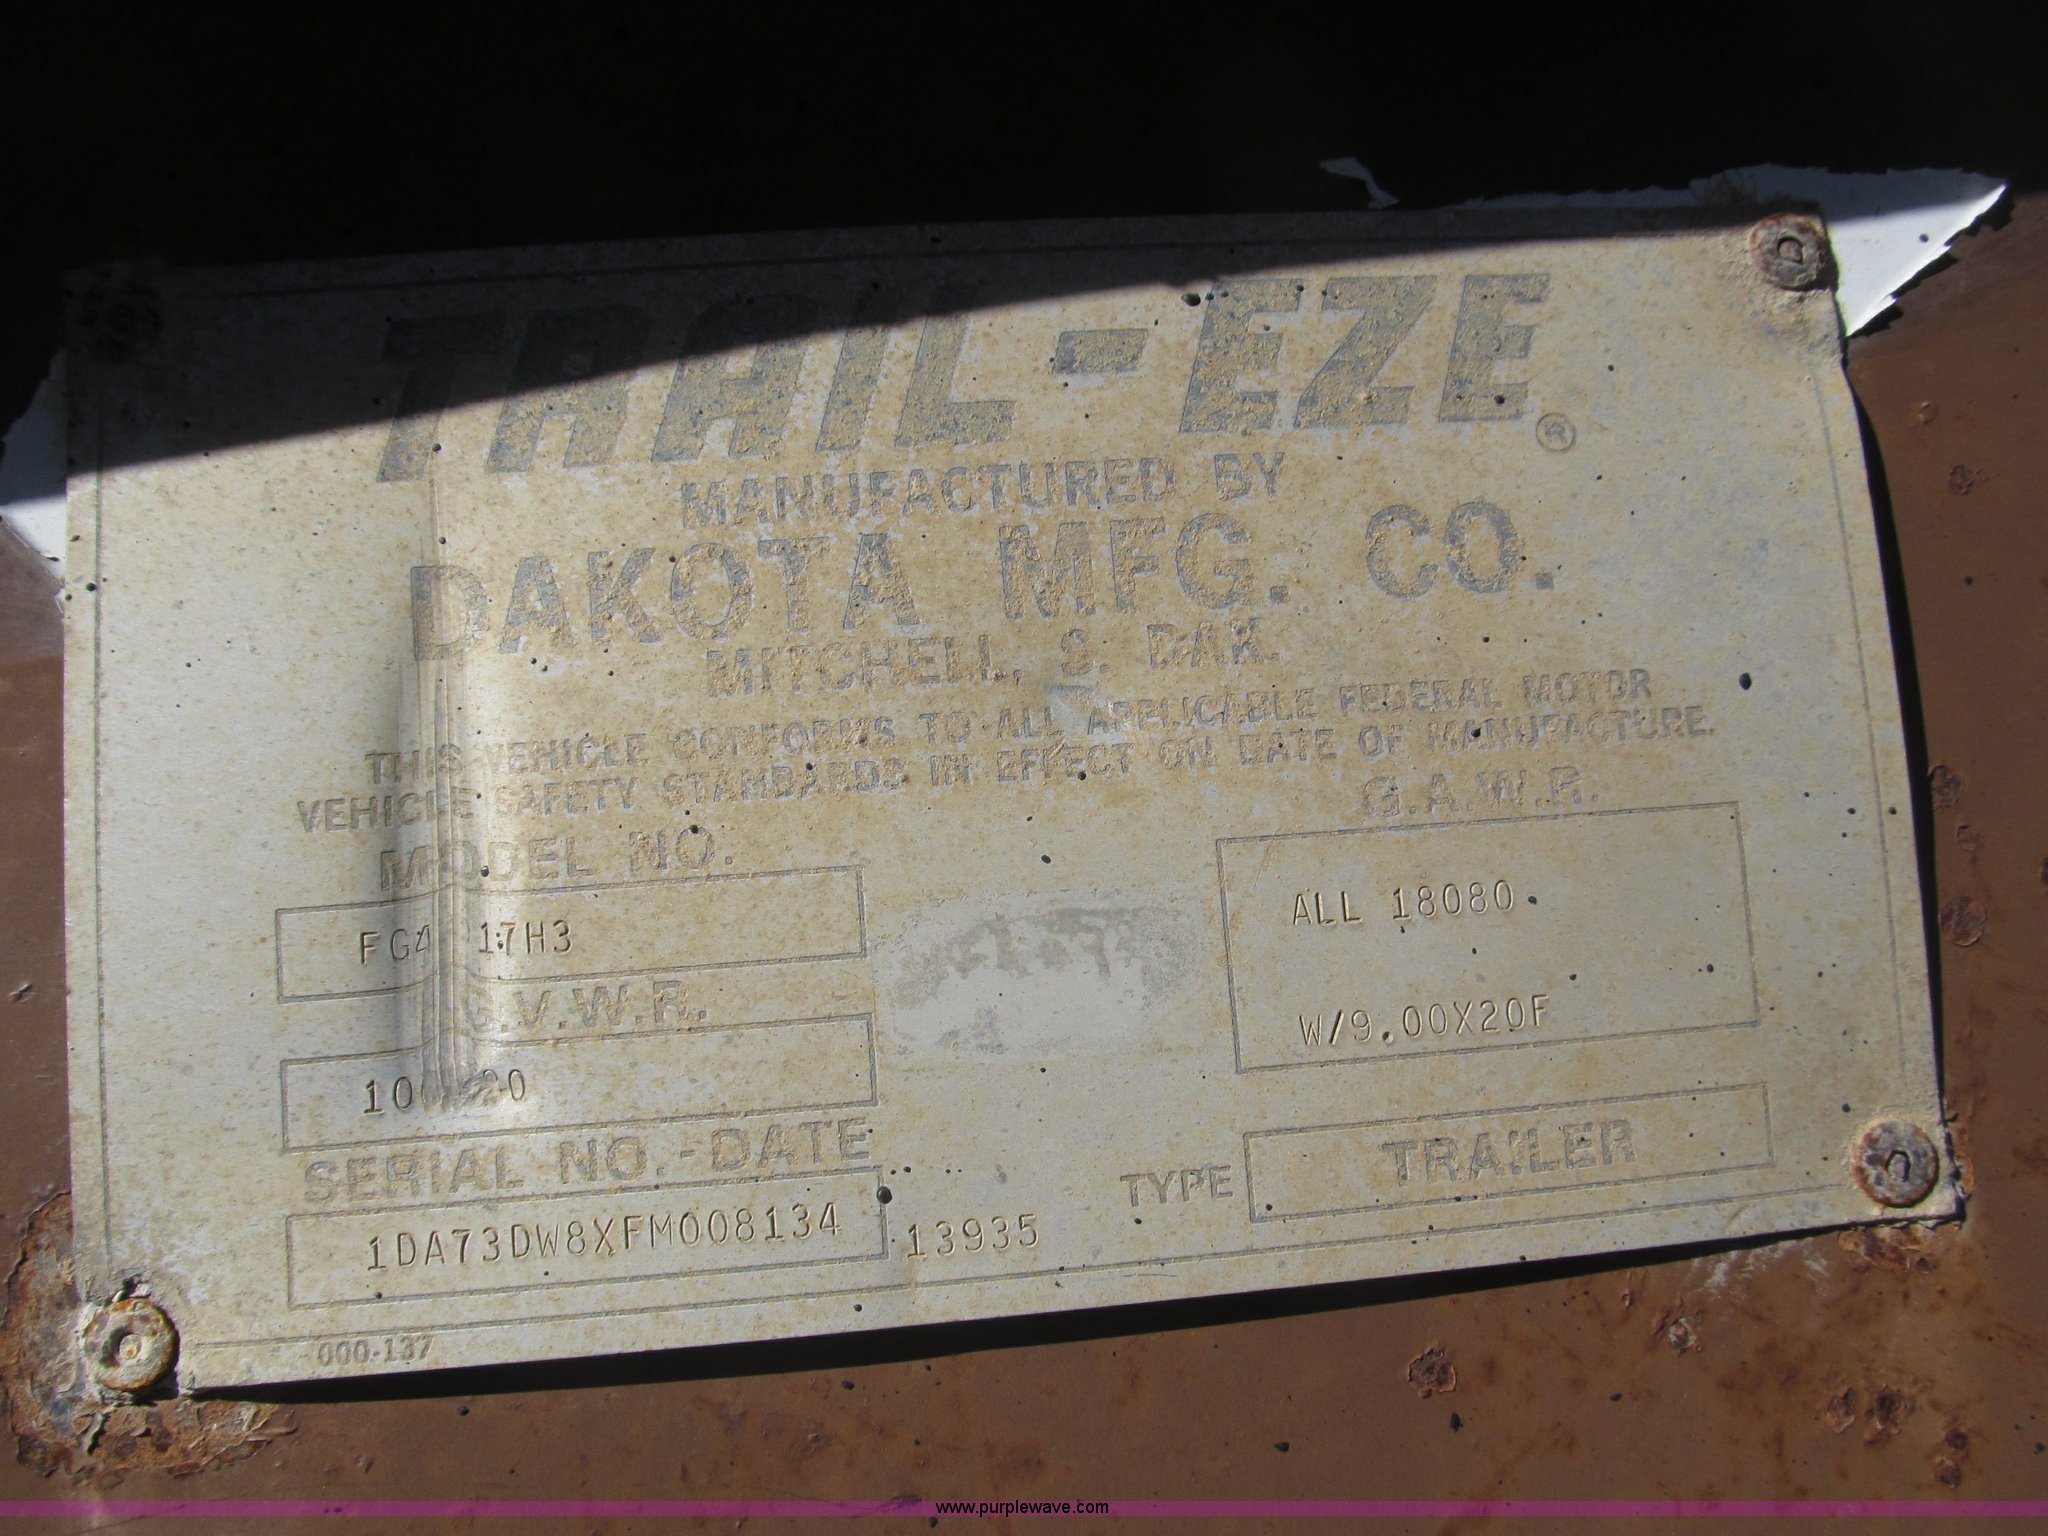 TRAIL-EZE®
MANUFACTURED BY
DAKOTA MFG. CO.
MITCHELL, S. DAK.
THIS VEHICLE CONFORMS TO ALL APPLICABLE FEDERAL MOTOR
VEHICLE SAFETY STANDARDS IN EFFECT ON DATE OF MANUFACTURE.
MODEL NO.
G.V.W.R.
SERIAL NO.-DATE
1DA73DW8XFM008134 13935
000-137
G.A.W.R.
ALL 18080
W/9.00X20F
TYPE TRAILER
www.purplewave.com